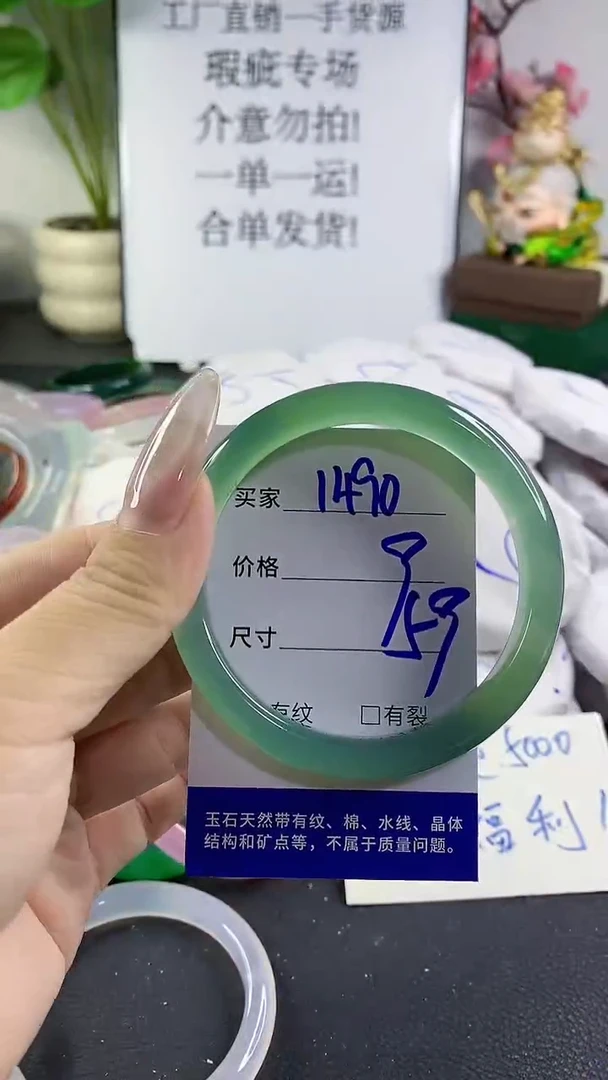 工厂直销一手货源
瑕疵专场
介意勿拍!
一单一运!
合单发货!
买家 1490
价格 9
尺寸 59
有纹 □有裂
玉石天然带有纹、棉、水线、晶体
结构和矿点等，不属于质量问题。
5000
福利